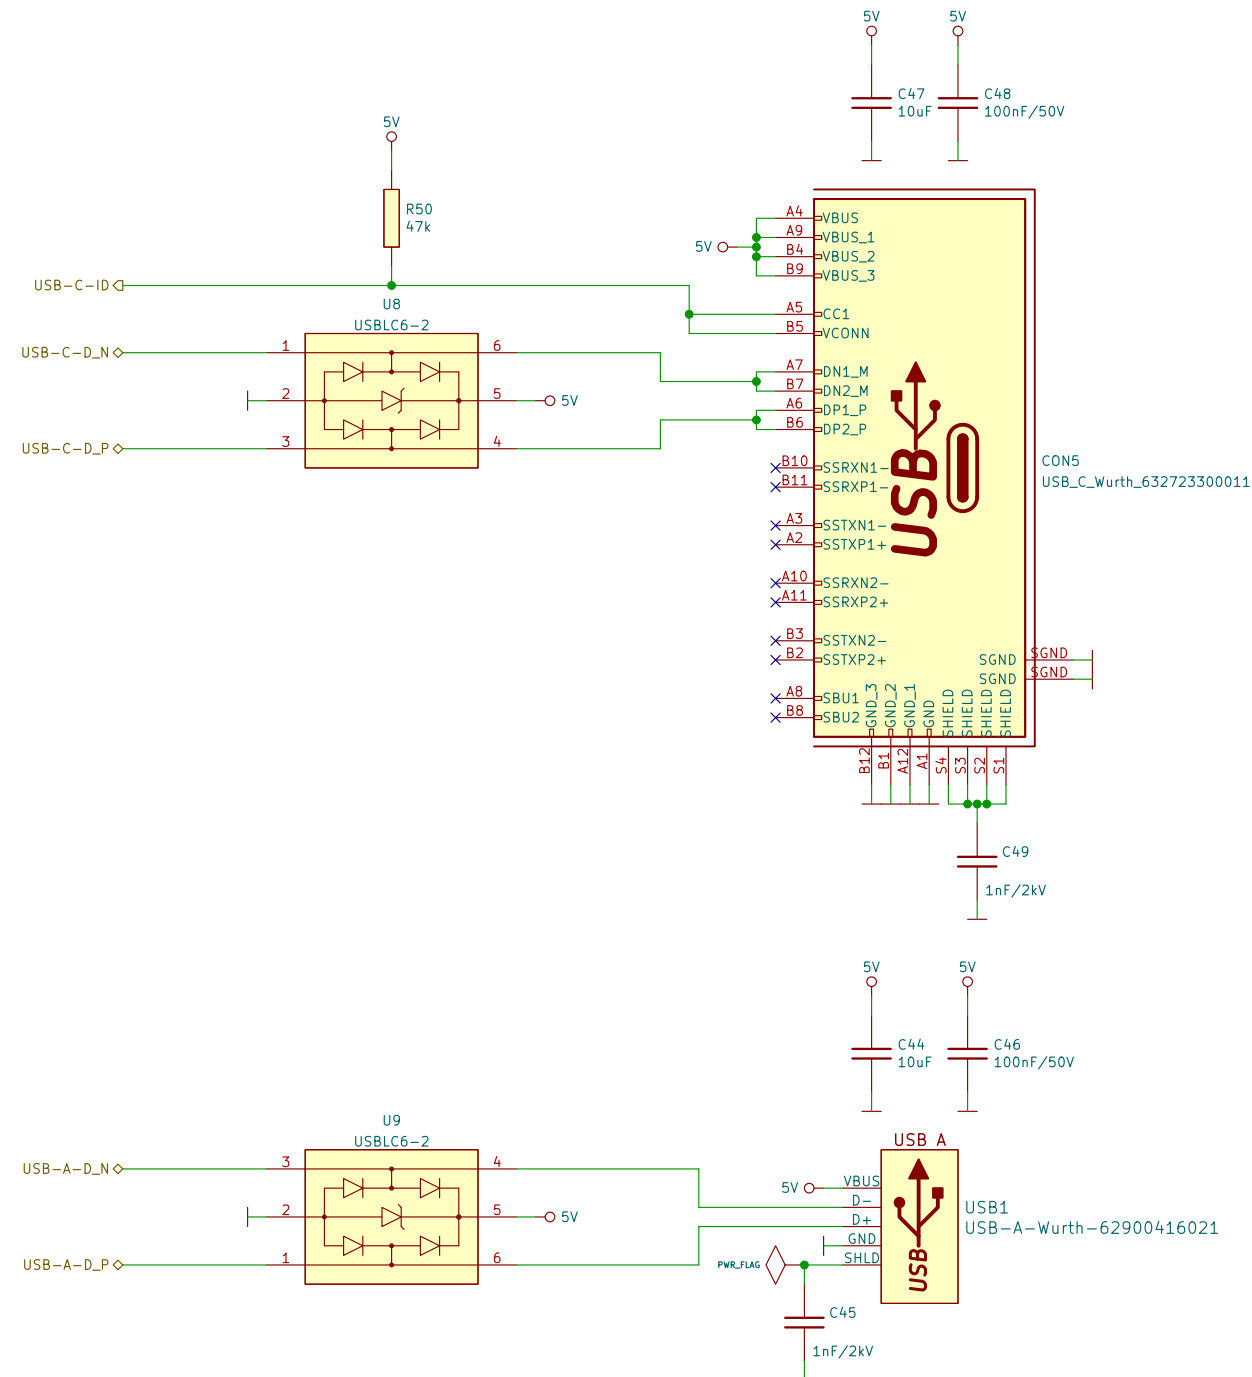 5V
5V
C47
10uF
C48
100nF/50V
5V
R50
47k
USB-C-ID
U8
USBLC6-2
USB-C-D_N
1
6
2
5
5V
USB-C-D_P
3
4
5V
A4
VBUS
A9
VBUS_1
B4
VBUS_2
B9
VBUS_3
A5
CC1
B5
VCONN
A7
DN1_M
B7
DN2_M
A6
DP1_P
B6
DP2_P
B10
SSRXN1-
B11
SSRXP1-
A3
SSTXN1-
A2
SSTXP1+
A10
SSRXN2-
A11
SSRXP2+
B3
SSTXN2-
B2
SSTXP2+
A8
SBU1
B8
SBU2
USB
CON5
USB_C_Wurth_632723300011
SGND
SGND
SGND
SGND
GND_3
GND_2
GND_1
GND
SHIELD
SHIELD
SHIELD
SHIELD
B12
B1
A12
A1
S4
S3
S2
S1
C49
1nF/2kV
5V
5V
C44
10uF
C46
100nF/50V
U9
USBLC6-2
USB-A-D_N
3
4
2
5
5V
USB-A-D_P
1
6
USB A
5V
VBUS
D-
D+
GND
SHLD
USB
USB1
USB-A-Wurth-62900416021
PWR_FLAG
C45
1nF/2kV